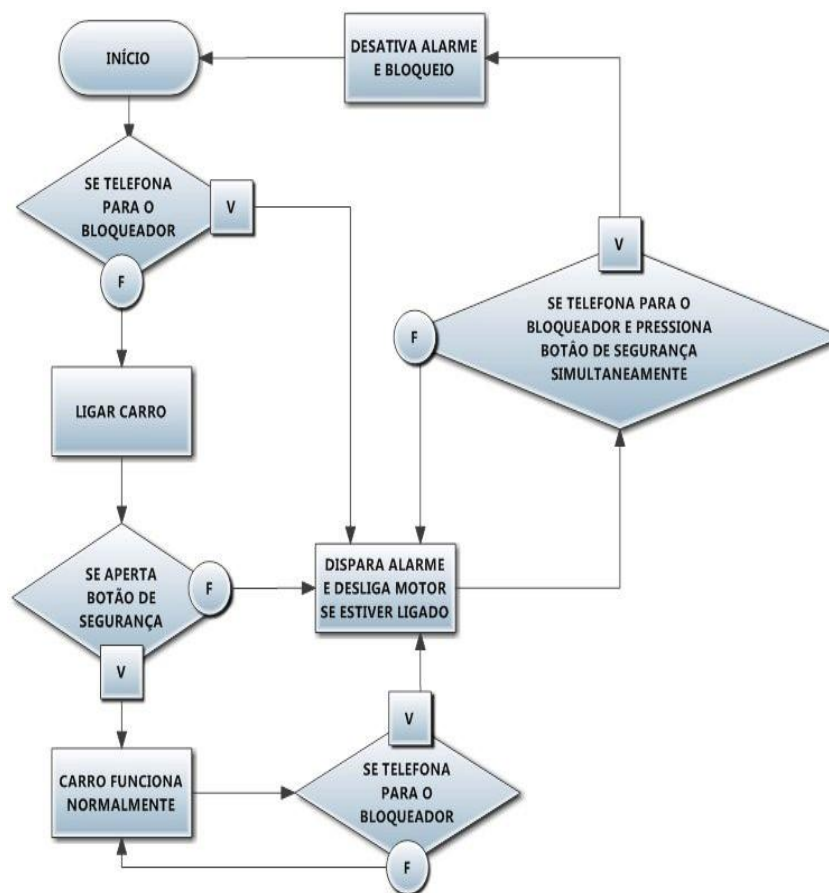 INÍCIO
DESATIVA ALARME
E BLOQUEIO
SE TELEFONA
PARA O
BLOQUEADOR
V
F
V
SE TELEFONA PARA O
BLOQUEADOR E PRESSIONA
BOTÂO DE SEGURANÇA
SIMULTANEAMENTE
F
LIGAR CARRO
SE APERTA
BOTÃO DE
SEGURANÇA
F
V
DISPARA ALARME
E DESLIGA MOTOR
SE ESTIVER LIGADO
CARRO FUNCIONA
NORMALMENTE
V
SE TELEFONA
PARA O
BLOQUEADOR
F